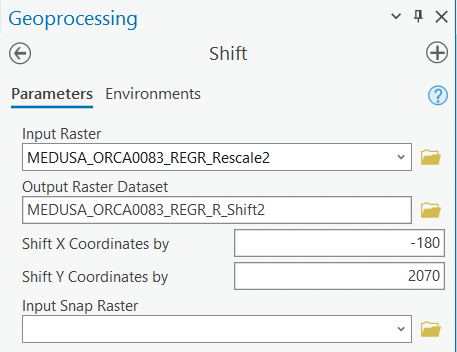 Geoprocessing
Shift
Parameters Environments
Input Raster
MEDUSA_ORCA0083_REGR_Rescale2
Output Raster Dataset
MEDUSA_ORCA0083_REGR_R_Shift2
Shift X Coordinates by -180
Shift Y Coordinates by 2070
Input Snap Raster